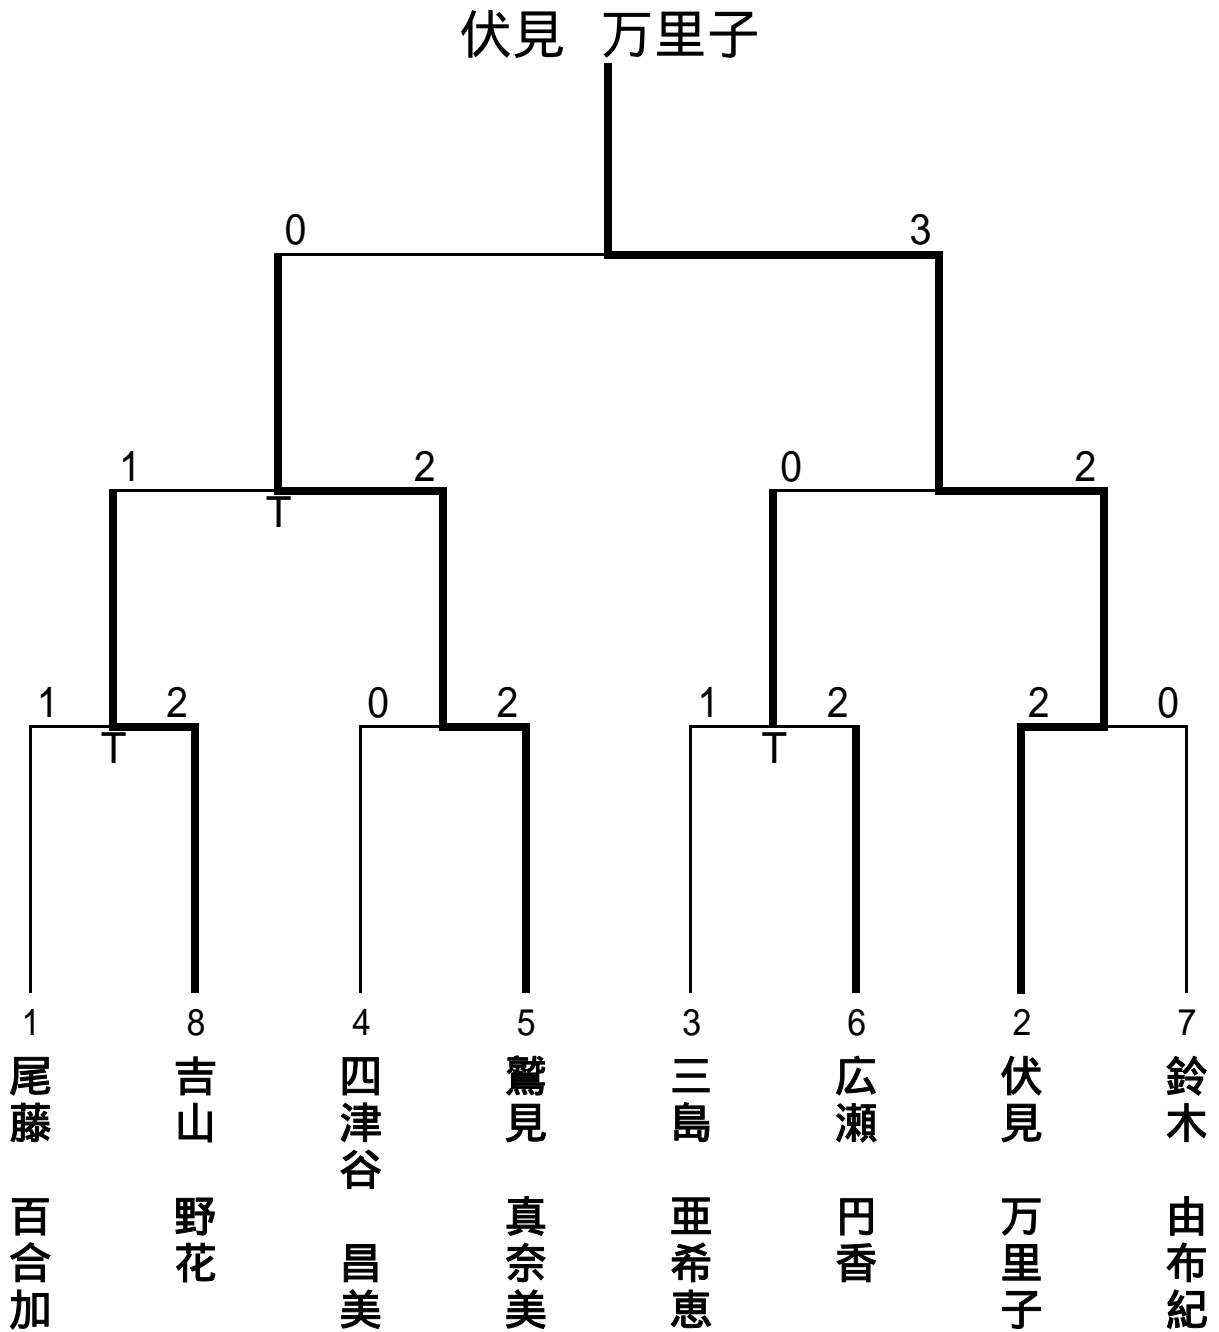 伏見 万里子
0 3
1 2 0 2
T
1 2 0 2 1 2 2 0
T T
1 8 4 5 3 6 2 7
尾藤 百合加
吉山 野花
四津谷 昌美
鷲見 真奈美
三島 亜希恵
広瀬 円香
伏見 万里子
鈴木 由布紀